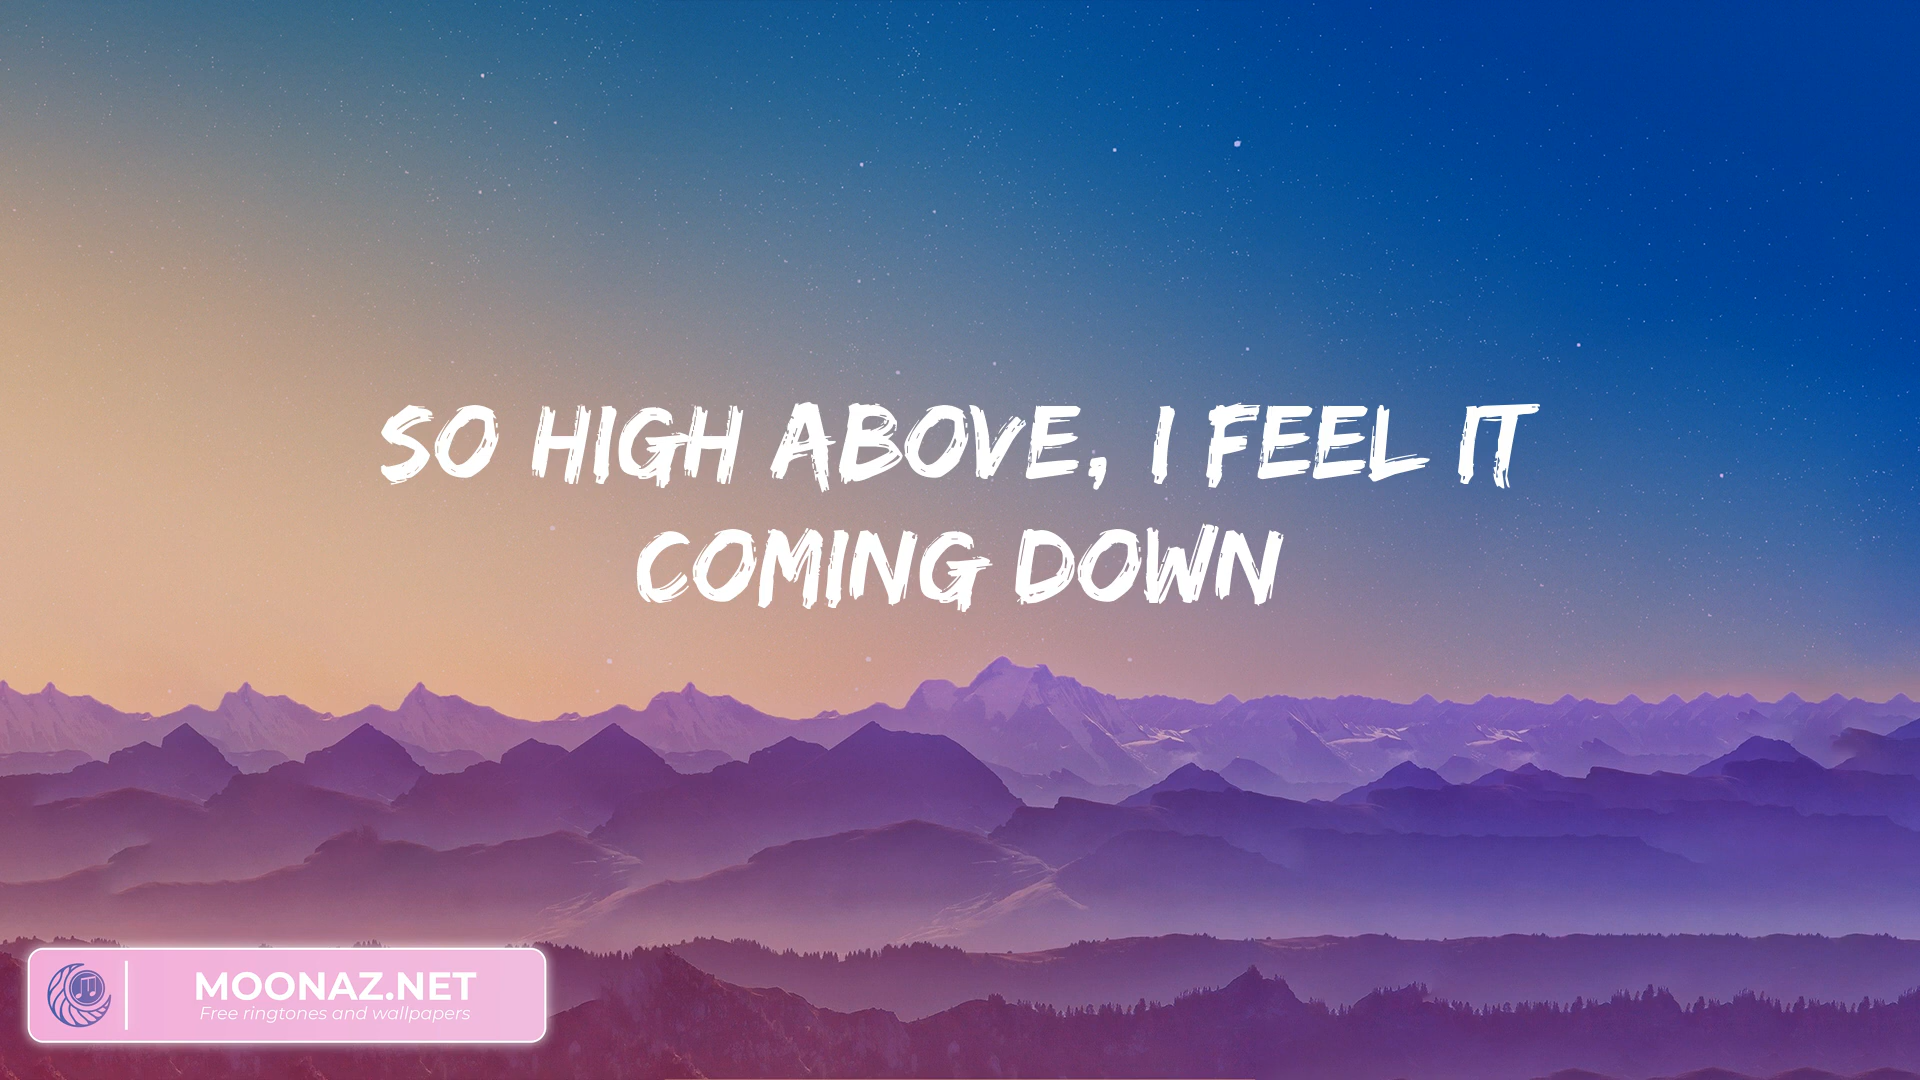 SO HIGH ABOVE, I FEEL IT
COMING DOWN
MOONAZ.NET
Free ringtones and wallpapers